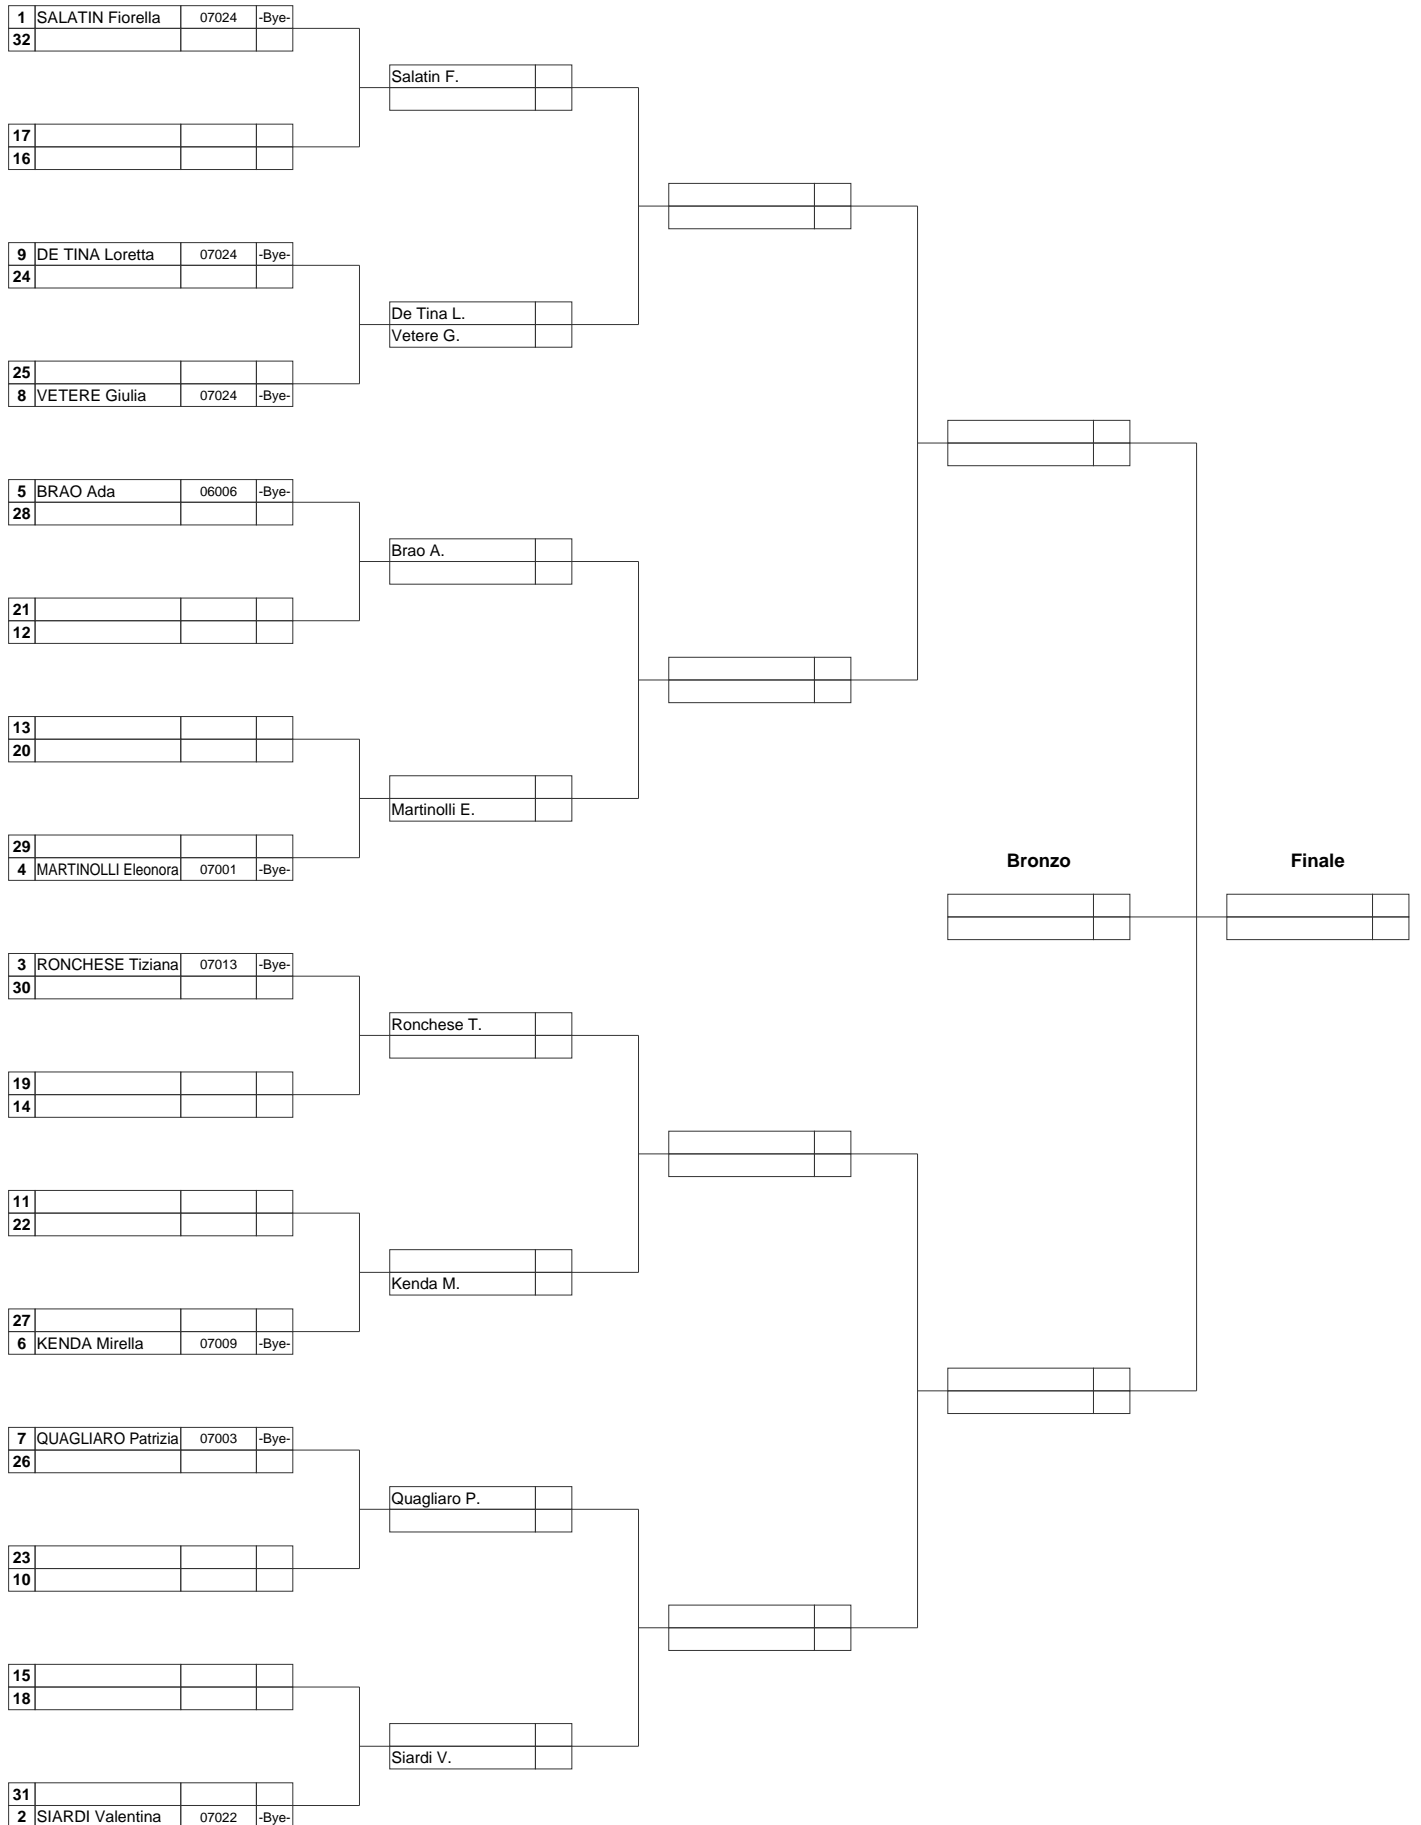 1 SALATIN Fiorella 07024 -Bye-
32
Salatin F.
17
16
9 DE TINA Loretta 07024 -Bye-
24
De Tina L.
Vetere G.
25
8 VETERE Giulia 07024 -Bye-
5 BRAO Ada 06006 -Bye-
28
Brao A.
21
12
13
20
Martinolli E.
29
4 MARTINOLLI Eleonora 07001 -Bye-
Bronzo Finale
3 RONCHESE Tiziana 07013 -Bye-
30
Ronchese T.
19
14
11
22
Kenda M.
27
6 KENDA Mirella 07009 -Bye-
7 QUAGLIARO Patrizia 07003 -Bye-
26
Quagliaro P.
23
10
15
18
Siardi V.
31
2 SIARDI Valentina 07022 -Bye-